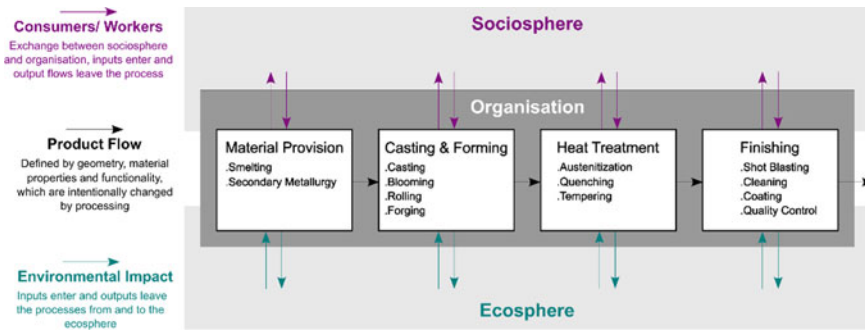 Consumers/ Workers
Exchange between sociosphere
and organisation, inputs enter and
output flows leave the process
Product Flow
Defined by geometry, material
properties and functionality,
which are intentionally changed
by processing
Environmental Impact
Inputs enter and outputs leave
the processes from and to the
ecosphere
Sociosphere
Organisation
Material Provision
.Smelting
.Secondary Metallurgy
Casting & Forming
.Casting
.Blooming
.Rolling
.Forging
Heat Treatment
.Austenitization
.Quenching
.Tempering
Finishing
.Shot Blasting
.Cleaning
.Coating
.Quality Control
Ecosphere